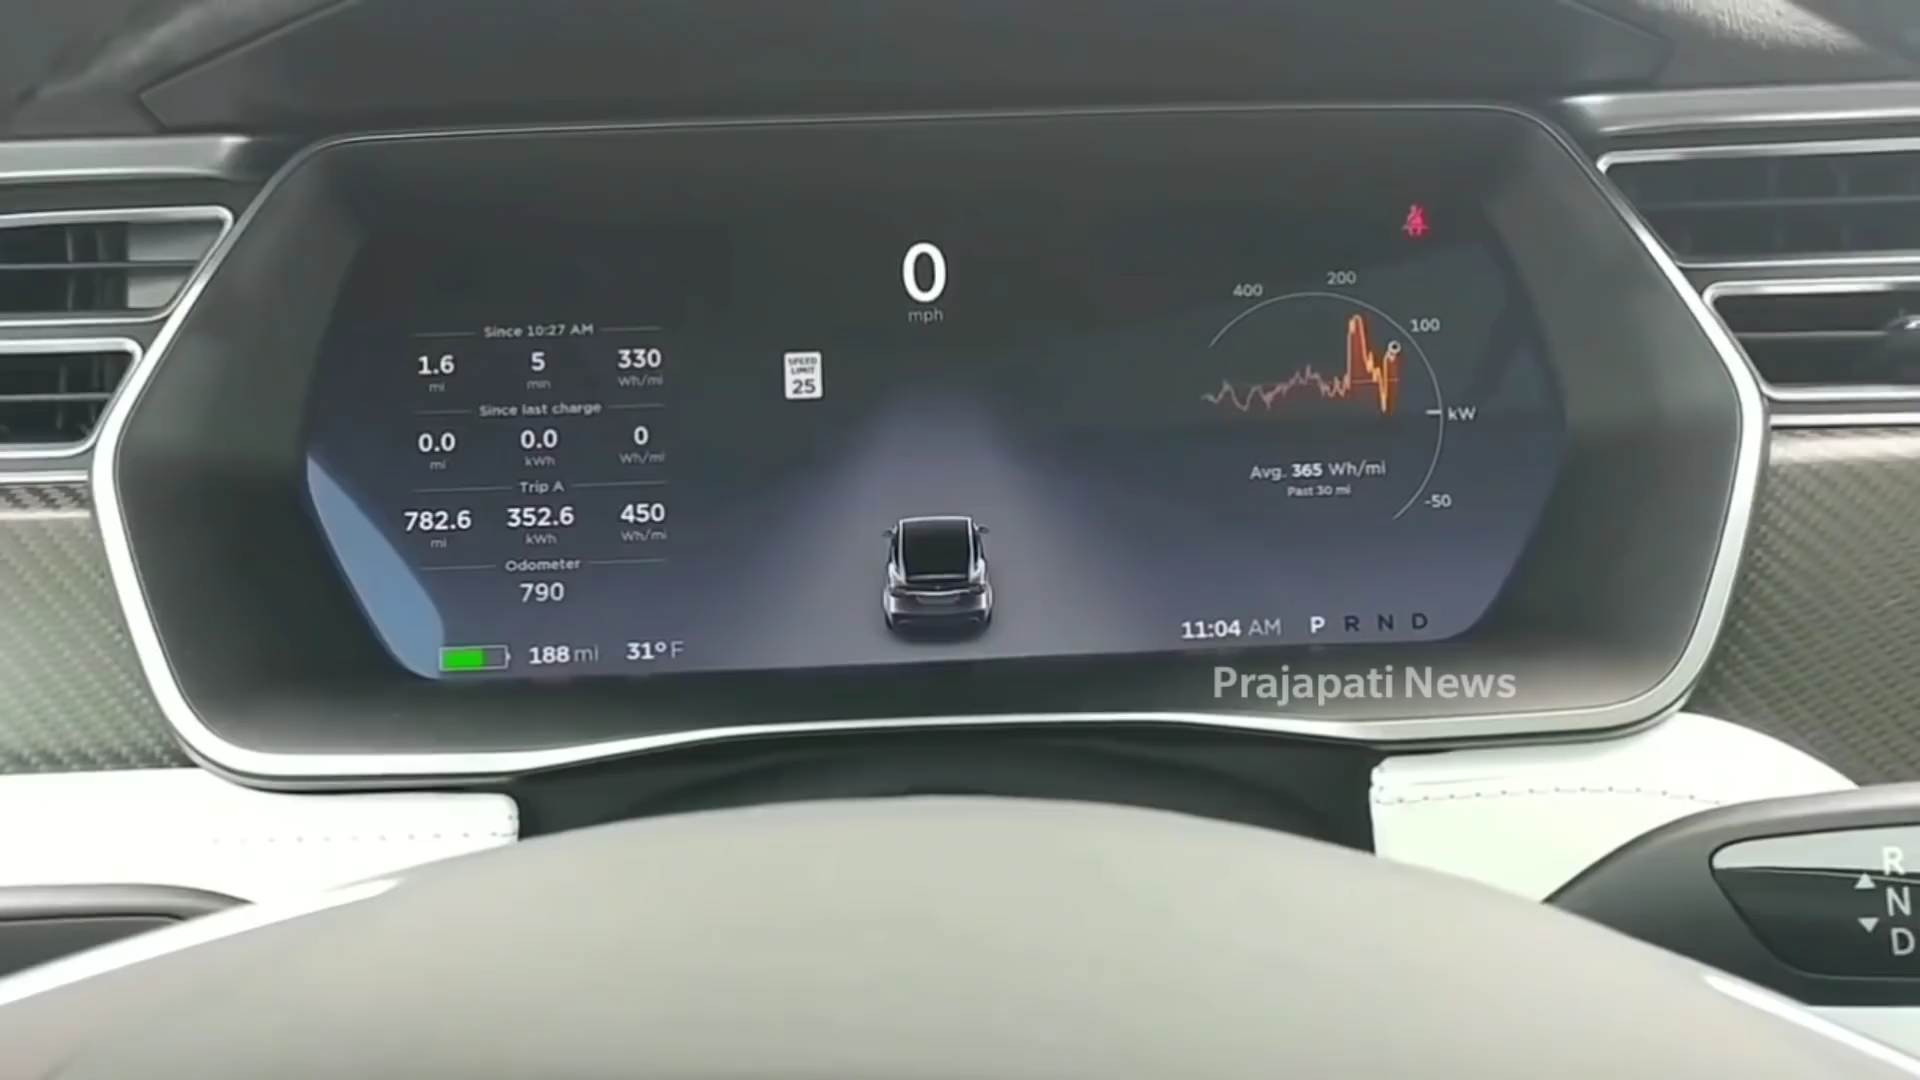 0
mph
Since 10:27 AM
1.6 5 330
mi min Wh/mi
Since last charge
0.0 0.0 0
mi kWh Wh/mi
Trip A
782.6 352.6 450
mi kWh Wh/mi
Odometer
790
188 mi 31° F
SPEED
LIMIT
25
400 200
100
kW
-50
Avg. 365 Wh/mi
Past 30 mi
11:04 AM P R N D
Prajapati News
R
N
D